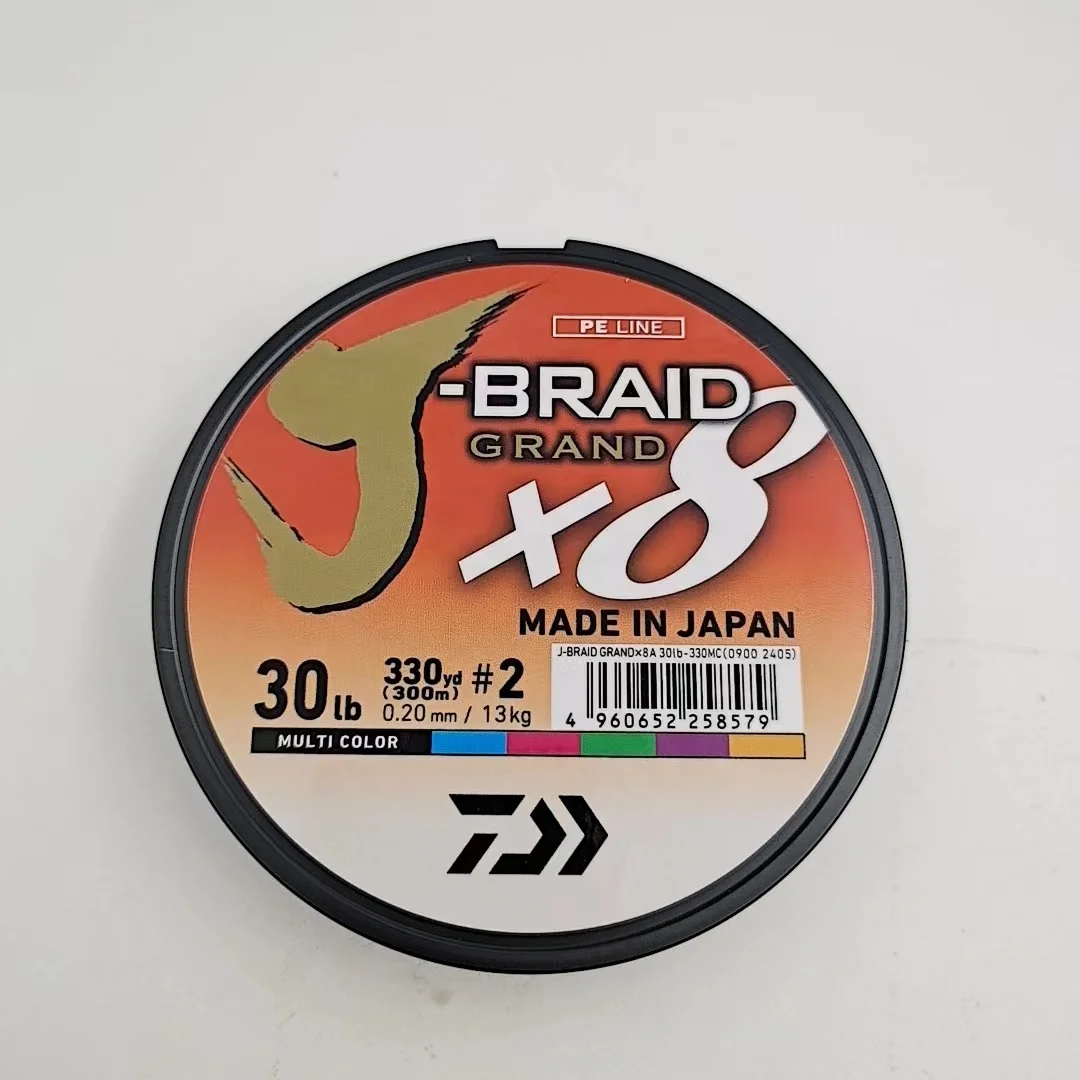 PE LINE
J-BRAID
GRAND
×8
MADE IN JAPAN
J-BRAID GRAND×8A 30lb-330MC(0900 2405)
30lb
330yd #2
(300m)
0.20mm / 13kg
4 960652 258579
MULTI COLOR